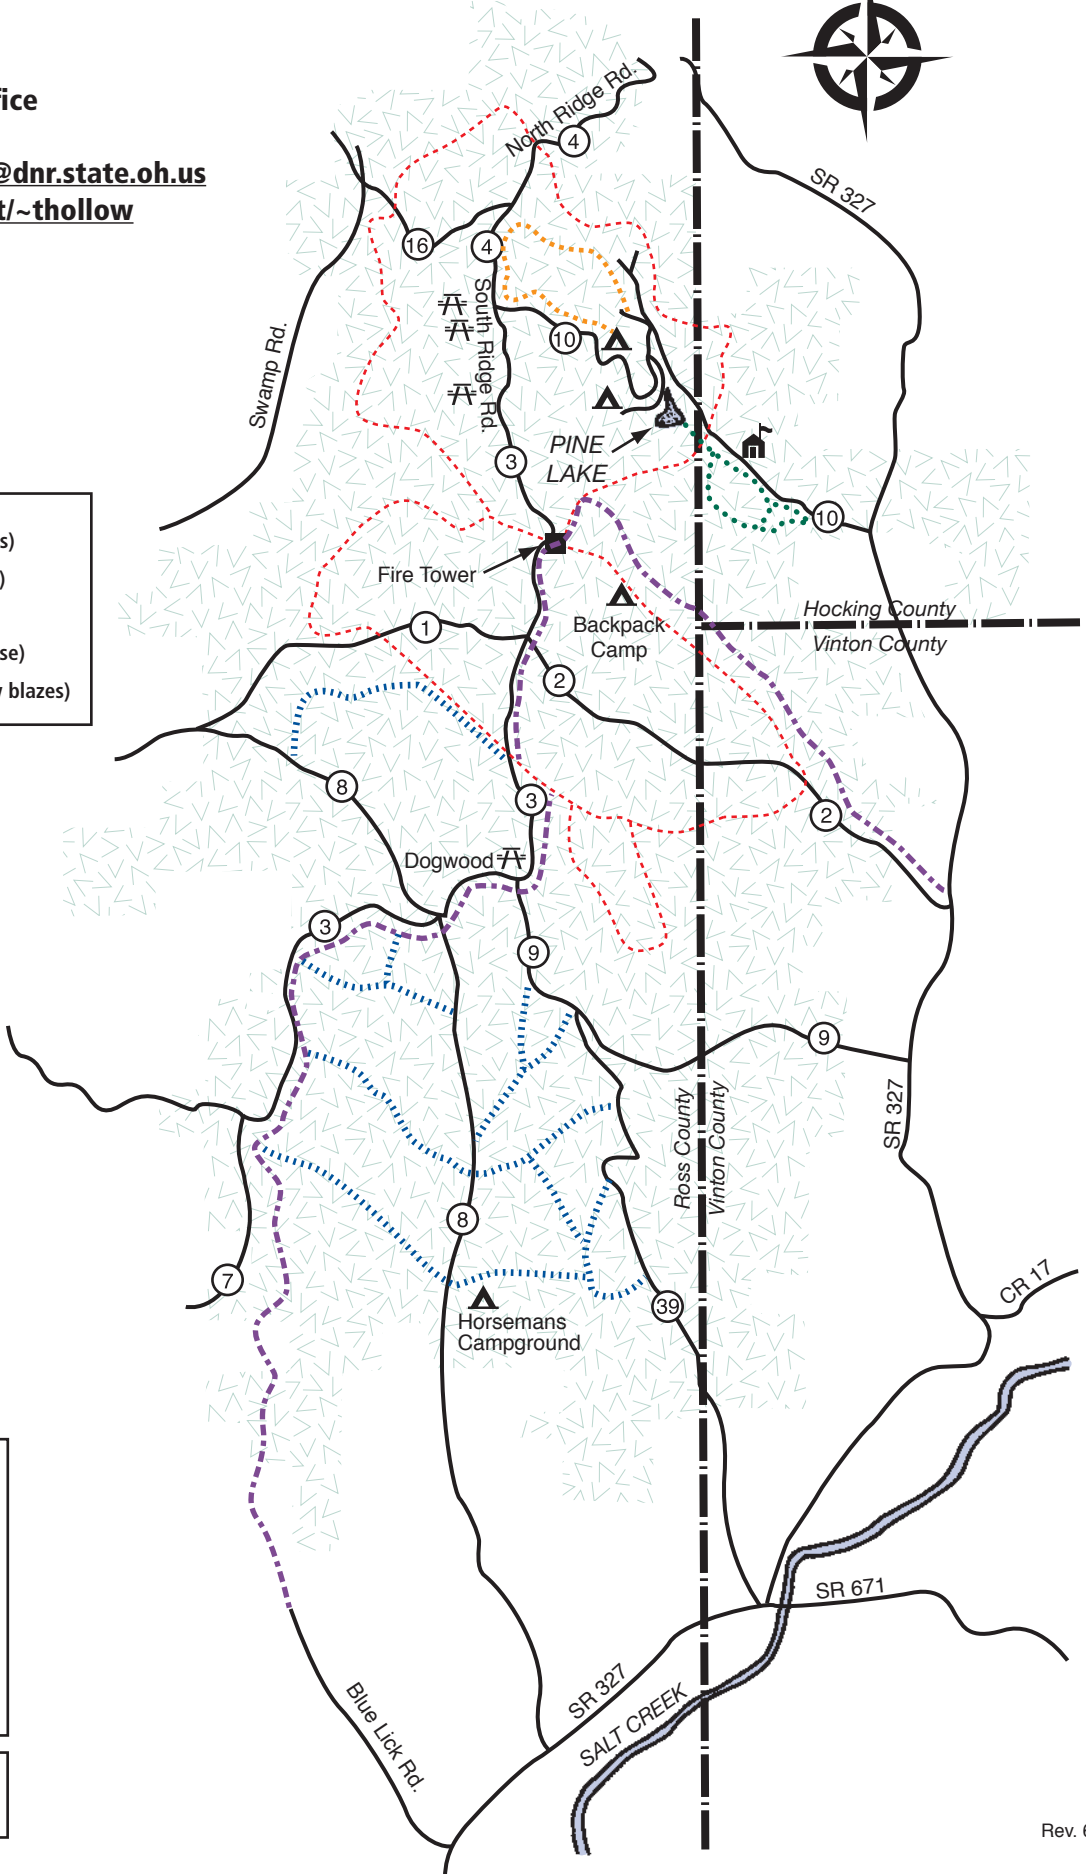 fice
@dnr.state.oh.us
t/~thollow
s)
)
se)
blazes)
North Ridge Rd.
4
SR 327
16
4
South Ridge Rd.
10
Swamp Rd.
PINE
LAKE
3
10
Fire Tower
Backpack
Camp
Hocking County
Vinton County
1
2
8
3
2
Dogwood
3
9
9
Ross County
Vinton County
SR 327
8
7
Horsemans
Campground
39
CR 17
SR 671
Blue Lick Rd.
SR 327
SALT CREEK
Rev.